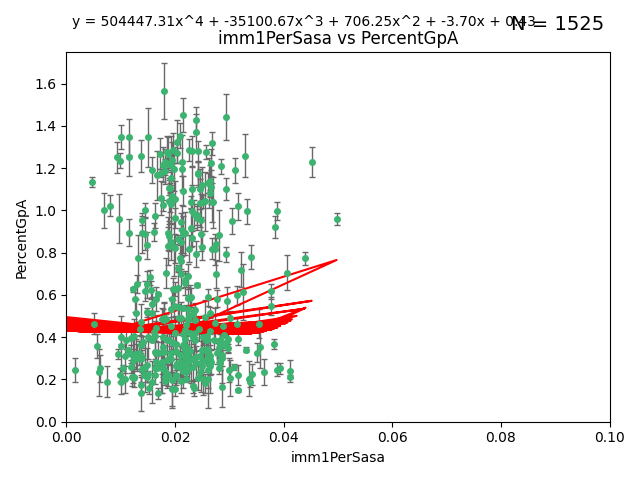 y = 504447.31x^4 + -35100.67x^3 + 706.25x^2 + -3.70x + 0.43
N = 1525
imm1PerSasa vs PercentGpA
PercentGpA
1.6
1.4
1.2
1.0
0.8
0.6
0.4
0.2
0.0
0.00 0.02 0.04 0.06 0.08 0.10
imm1PerSasa